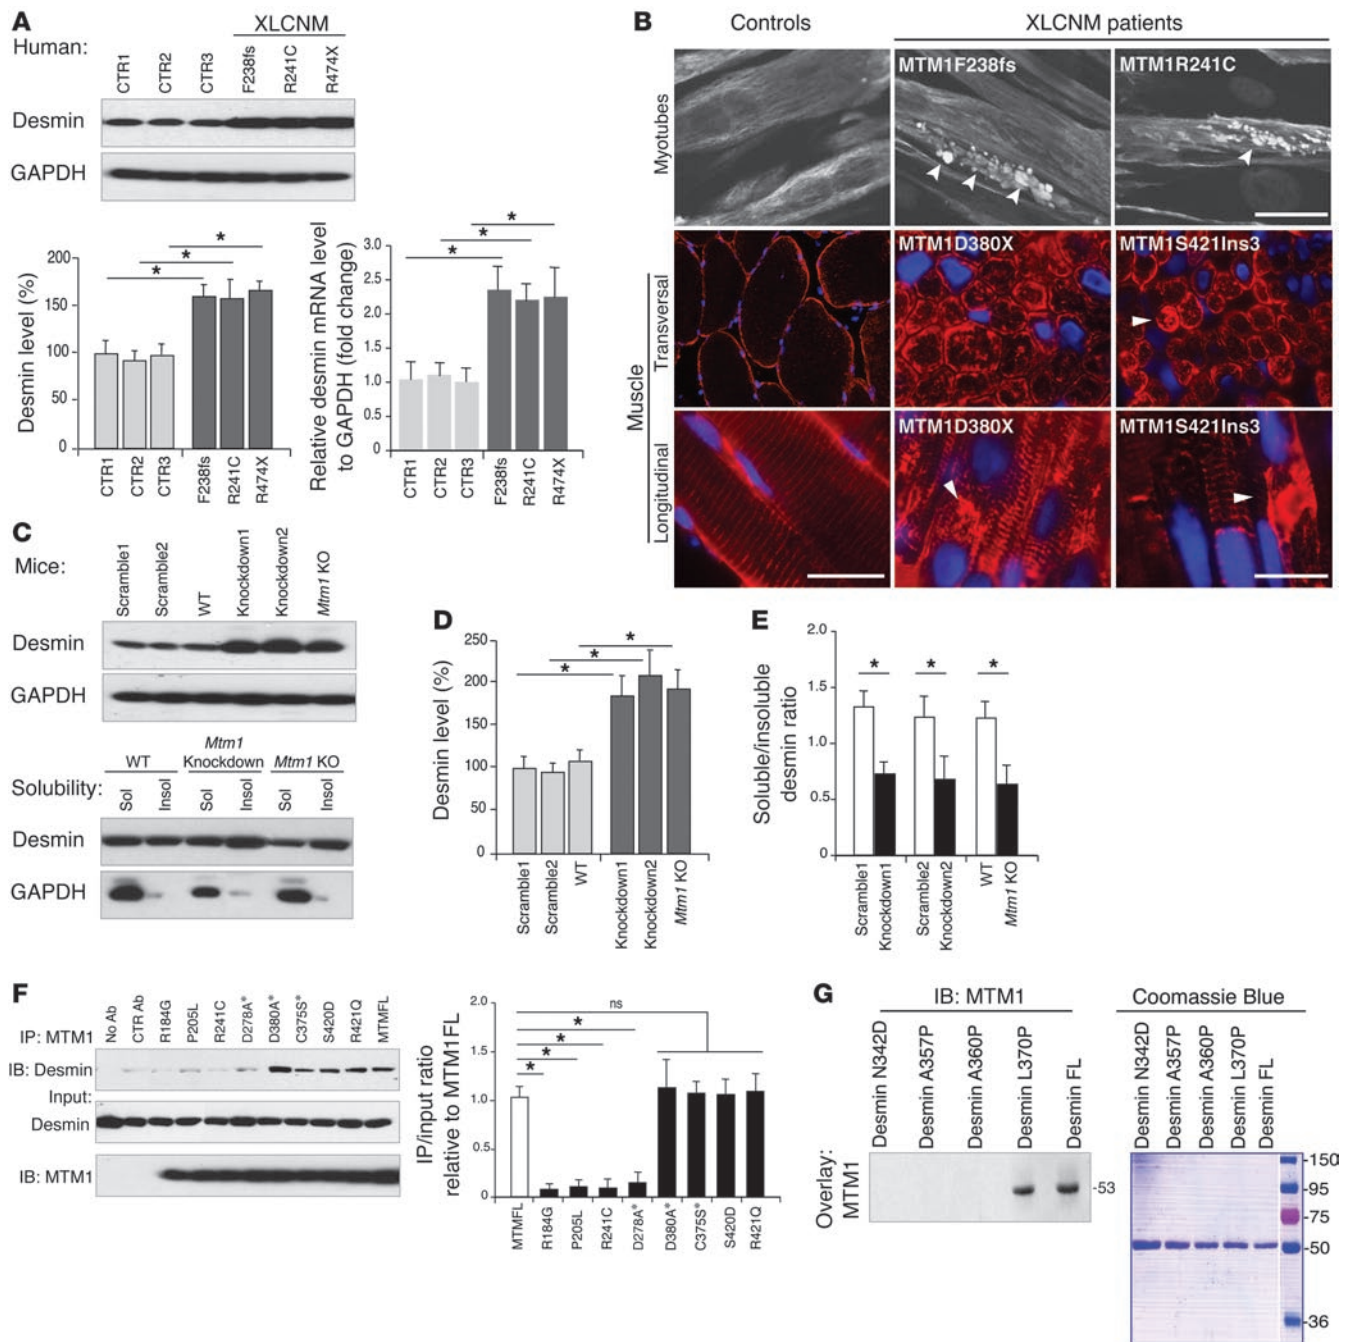 A
XLCNM
Human:
CTR1
CTR2
CTR3
F238fs
R241C
R474X
Desmin
GAPDH
Desmin level (%)
200
150
100
50
0
CTR1
CTR2
CTR3
F238fs
R241C
R474X
*
*
*
Relative desmin mRNA level
to GAPDH (fold change)
3.0
2.5
2.0
1.5
1.0
0.5
0
CTR1
CTR2
CTR3
F238fs
R241C
R474X
*
*
*
B
Controls
XLCNM patients
Myotubes
MTM1F238fs
MTM1R241C
Muscle
Transversal
MTM1D380X
MTM1S421Ins3
Longitudinal
MTM1D380X
MTM1S421Ins3
C
Mice:
Scramble1
Scramble2
WT
Knockdown1
Knockdown2
Mtm1 KO
Desmin
GAPDH
WT
Mtm1
Knockdown
Mtm1 KO
Solubility:
Sol
Insol
Sol
Insol
Sol
Insol
Desmin
GAPDH
D
Desmin level (%)
250
200
150
100
50
0
Scramble1
Scramble2
WT
Knockdown1
Knockdown2
Mtm1 KO
*
*
*
E
Soluble/insoluble
desmin ratio
2.0
1.5
1.0
0.5
0
* * *
Scramble1
Knockdown1
Scramble2
Knockdown2
WT
Mtm1 KO
F
IP: MTM1
No Ab
CTR Ab
R184G
P205L
R241C
D278A*
D380A*
C375S*
S420D
R421Q
MTMFL
IB: Desmin
Input:
Desmin
IB: MTM1
IP/input ratio
relative to MTM1FL
2.0
1.5
1.0
0.5
0
ns
*
*
*
*
MTMFL
R184G
P205L
R241C
D278A*
D380A*
C375S*
S420D
R421Q
G
IB: MTM1
Coomassie Blue
Desmin N342D
Desmin A357P
Desmin A360P
Desmin L370P
Desmin FL
Desmin N342D
Desmin A357P
Desmin A360P
Desmin L370P
Desmin FL
Overlay:
MTM1
-53
-150
-95
-75
-50
-36